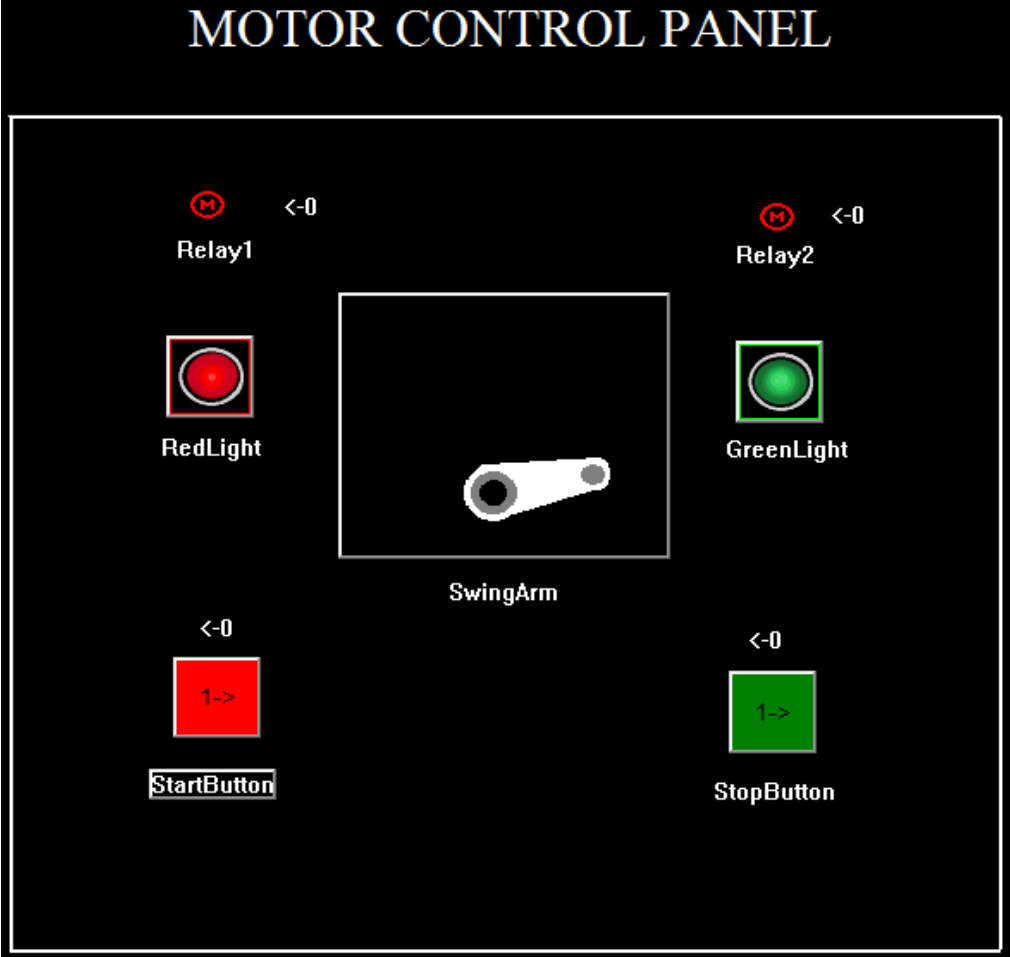 MOTOR CONTROL PANEL
M <-0
M <-0
Relay1
Relay2
RedLight
GreenLight
SwingArm
<-0
<-0
1->
1->
StartButton
StopButton